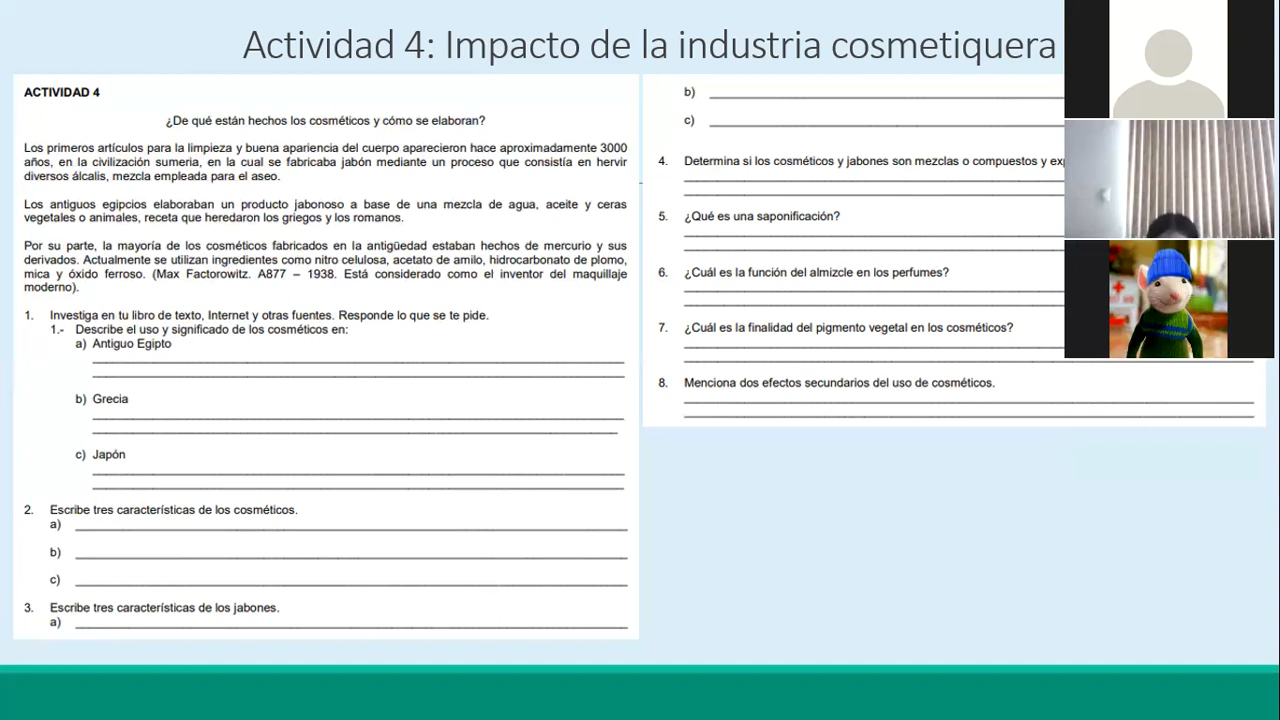 Actividad 4: Impacto de la industria cosmetiquera
ACTIVIDAD 4
¿De qué están hechos los cosméticos y cómo se elaboran?
Los primeros artículos para la limpieza y buena apariencia del cuerpo aparecieron hace aproximadamente 3000
años, en la civilización sumeria, en la cual se fabricaba jabón mediante un proceso que consistía en hervir
diversos álcalis, mezcla empleada para el aseo.
Los antiguos egipcios elaboraban un producto jabonoso a base de una mezcla de agua, aceite y ceras
vegetales o animales, receta que heredaron los griegos y los romanos.
Por su parte, la mayoría de los cosméticos fabricados en la antigüedad estaban hechos de mercurio y sus
derivados. Actualmente se utilizan ingredientes como nitro celulosa, acetato de amilo, hidrocarbonato de plomo,
mica y óxido ferroso. (Max Factorowitz. A877 – 1938. Está considerado como el inventor del maquillaje
moderno).
1. Investiga en tu libro de texto, Internet y otras fuentes. Responde lo que se te pide.
1.- Describe el uso y significado de los cosméticos en:
a) Antiguo Egipto
b) Grecia
c) Japón
2. Escribe tres características de los cosméticos.
a)
b)
c)
3. Escribe tres características de los jabones.
a)
b)
c)
4. Determina si los cosméticos y jabones son mezclas o compuestos y
5. ¿Qué es una saponificación?
6. ¿Cuál es la función del almizcle en los perfumes?
7. ¿Cuál es la finalidad del pigmento vegetal en los cosméticos?
8. Menciona dos efectos secundarios del uso de cosméticos.